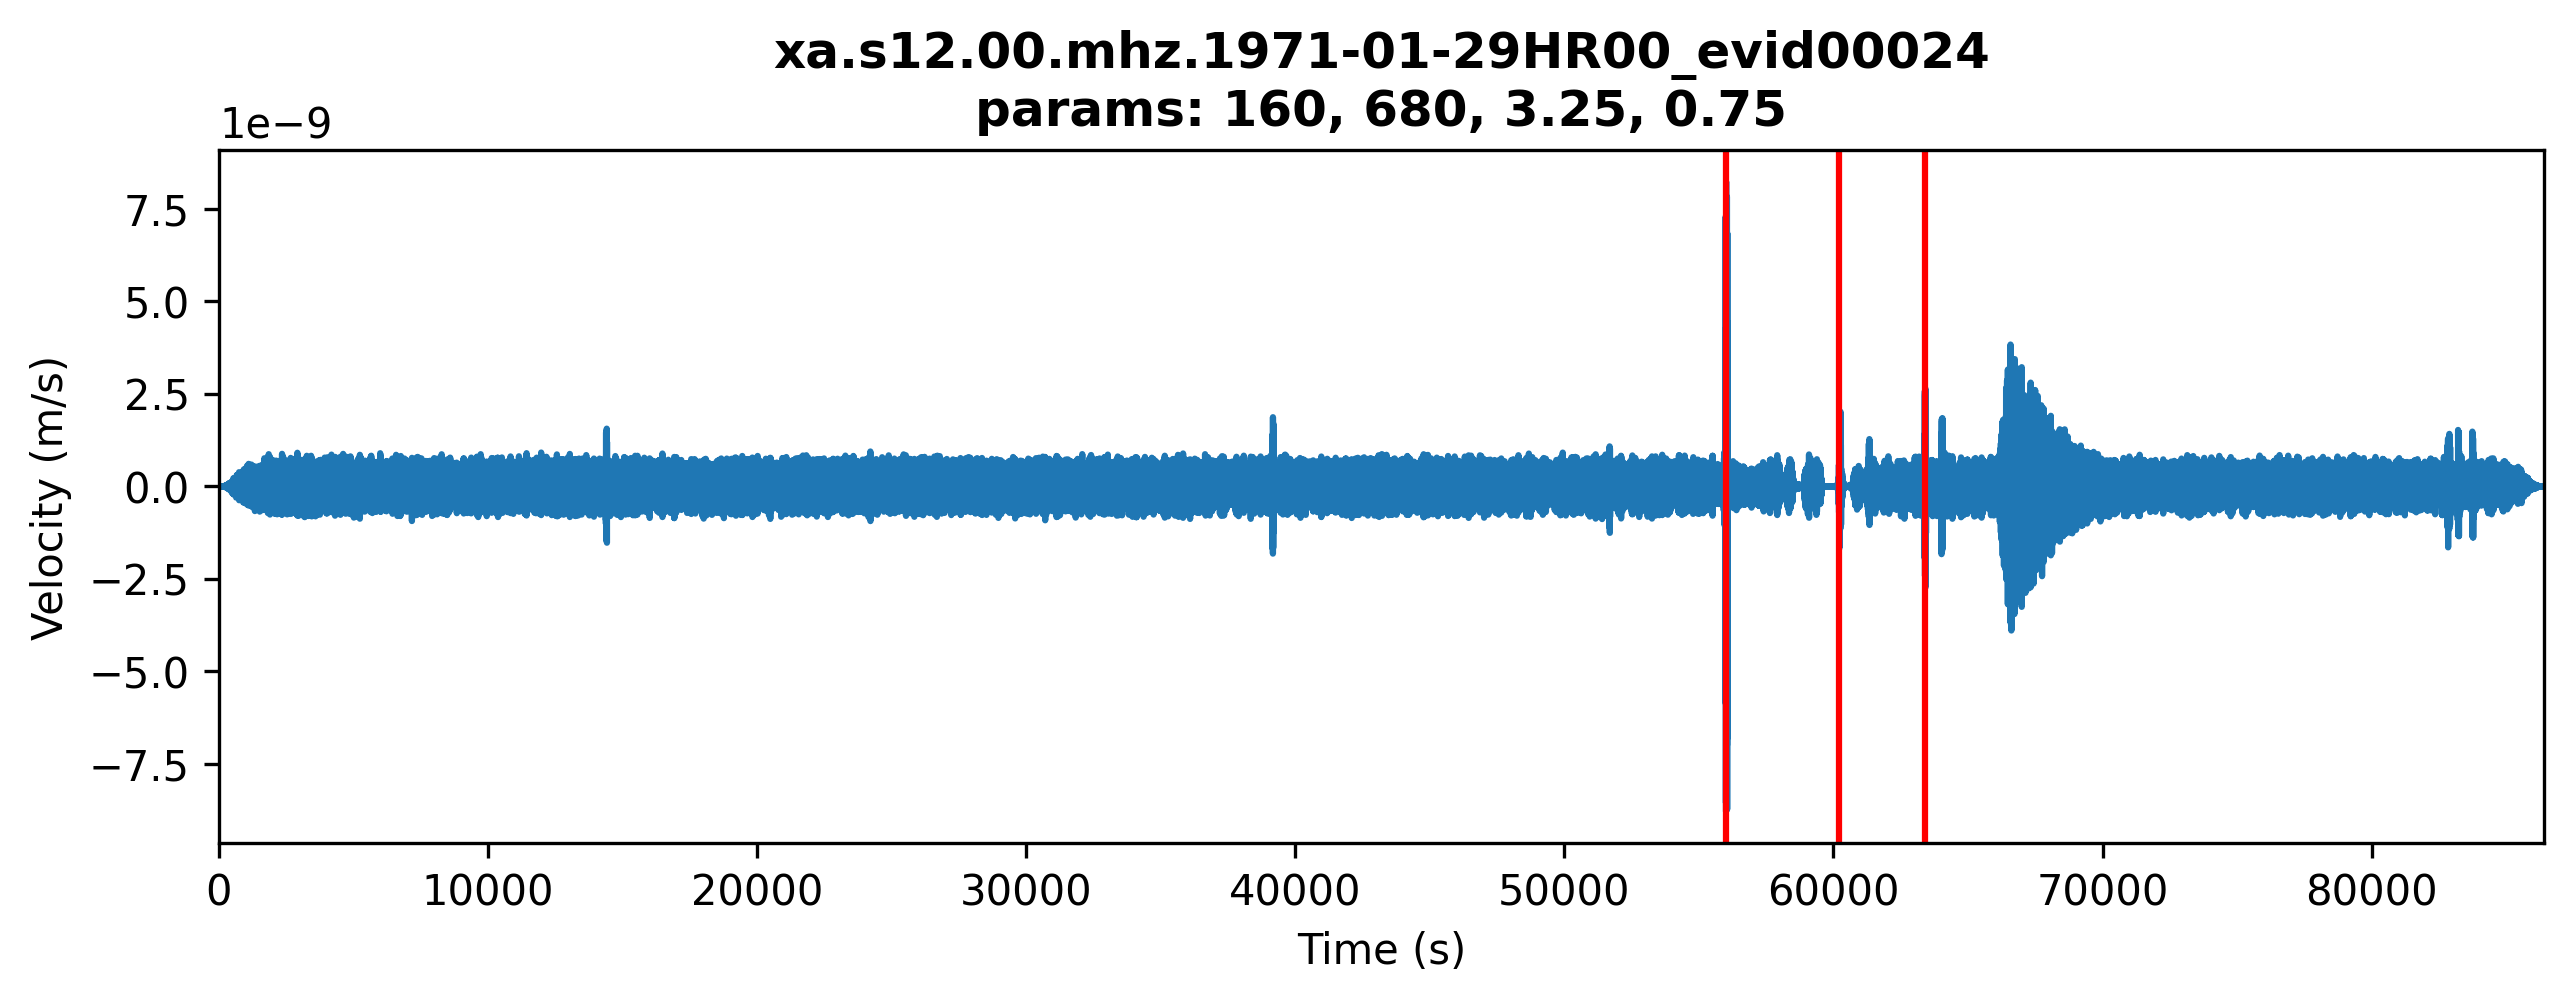 xa.s12.00.mhz.1971-01-29HR00_evid00024
params: 160, 680, 3.25, 0.75
1e−9
7.5
5.0
2.5
0.0
−2.5
−5.0
−7.5
Velocity (m/s)
0 10000 20000 30000 40000 50000 60000 70000 80000
Time (s)